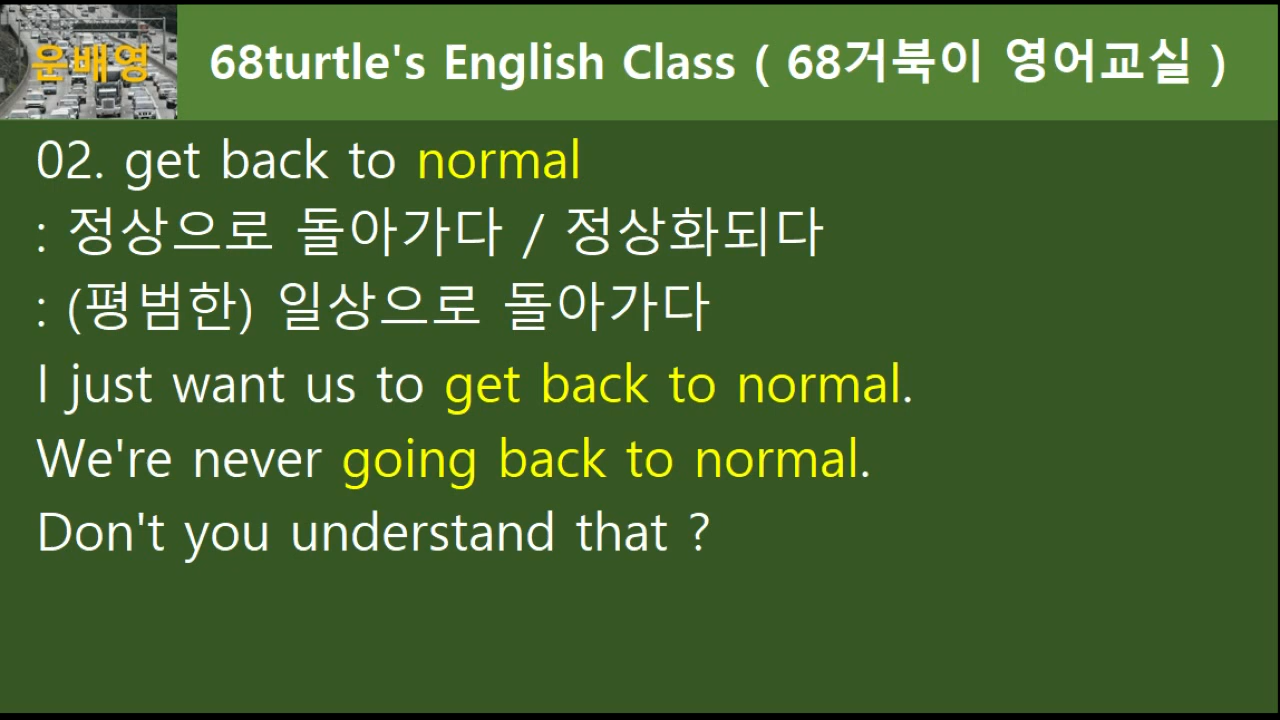 운배영
68turtle's English Class ( 68거북이 영어교실 )
02. get back to normal
: 정상으로 돌아가다 / 정상화되다
: (평범한) 일상으로 돌아가다
I just want us to get back to normal.
We're never going back to normal.
Don't you understand that ?